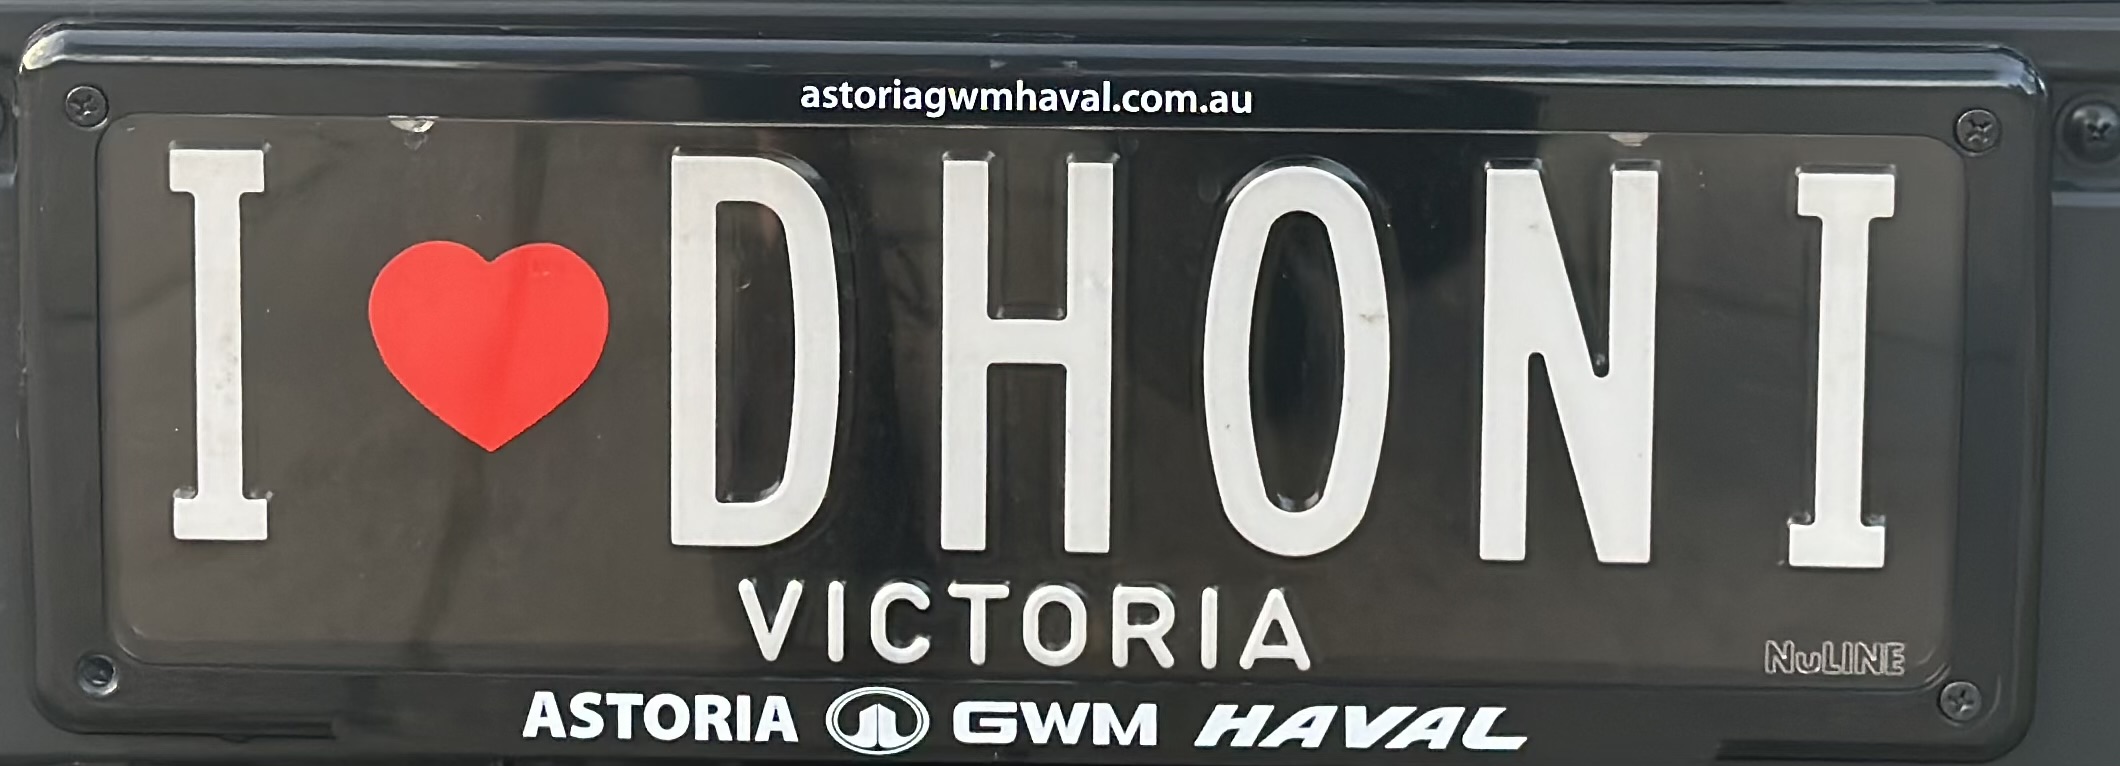 astoriagwmhaval.com.au
I ❤ DHONI
VICTORIA
NuLINE
ASTORIA GWM HAVAL